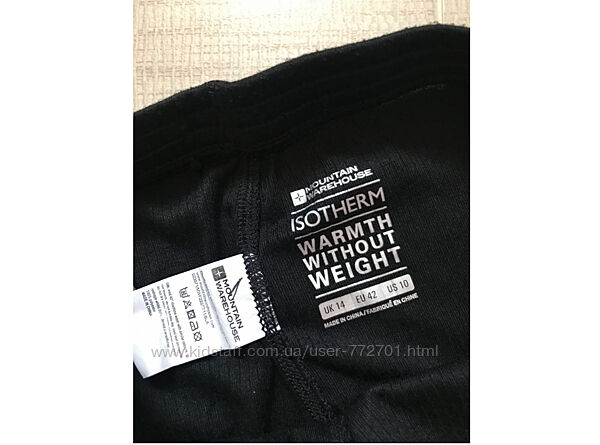 MOUNTAIN
WAREHOUSE
ISOTHERM
WARMTH
WITHOUT
WEIGHT
UK 14 EU 42 US 10
MADE IN CHINA / FABRIQUÉ EN CHINE
MOUNTAIN
WAREHOUSE
www.kidstaff.com.ua/user-772701.html